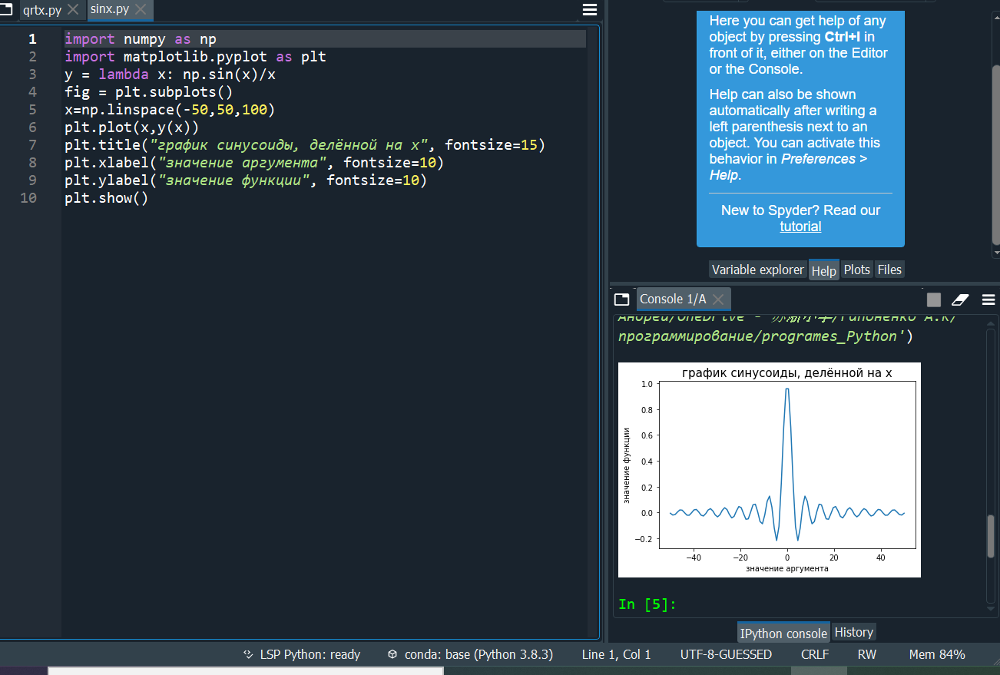 qrtx.py
sinx.py
1 import numpy as np
2 import matplotlib.pyplot as plt
3 y = lambda x: np.sin(x)/x
4 fig = plt.subplots()
5 x=np.linspace(-50,50,100)
6 plt.plot(x,y(x))
7 plt.title("график синусоиды, делённой на x", fontsize=15)
8 plt.xlabel("значение аргумента", fontsize=10)
9 plt.ylabel("значение функции", fontsize=10)
10 plt.show()
Here you can get help of any
object by pressing Ctrl+I in
front of it, either on the Editor
or the Console.
Help can also be shown
automatically after writing a
left parenthesis next to an
object. You can activate this
behavior in Preferences >
Help.
New to Spyder? Read our
tutorial
Variable explorer Help Plots Files
Console 1/A
Андрей/OneDrive - А.К/
программирование/programes_Python')
график синусоиды, делённой на x
1.0
0.8
0.6
0.4
0.2
0.0
−0.2
значение функции
−40 −20 0 20 40
значение аргумента
In [5]:
IPython console History
LSP Python: ready conda: base (Python 3.8.3) Line 1, Col 1 UTF-8-GUESSED CRLF RW Mem 84%